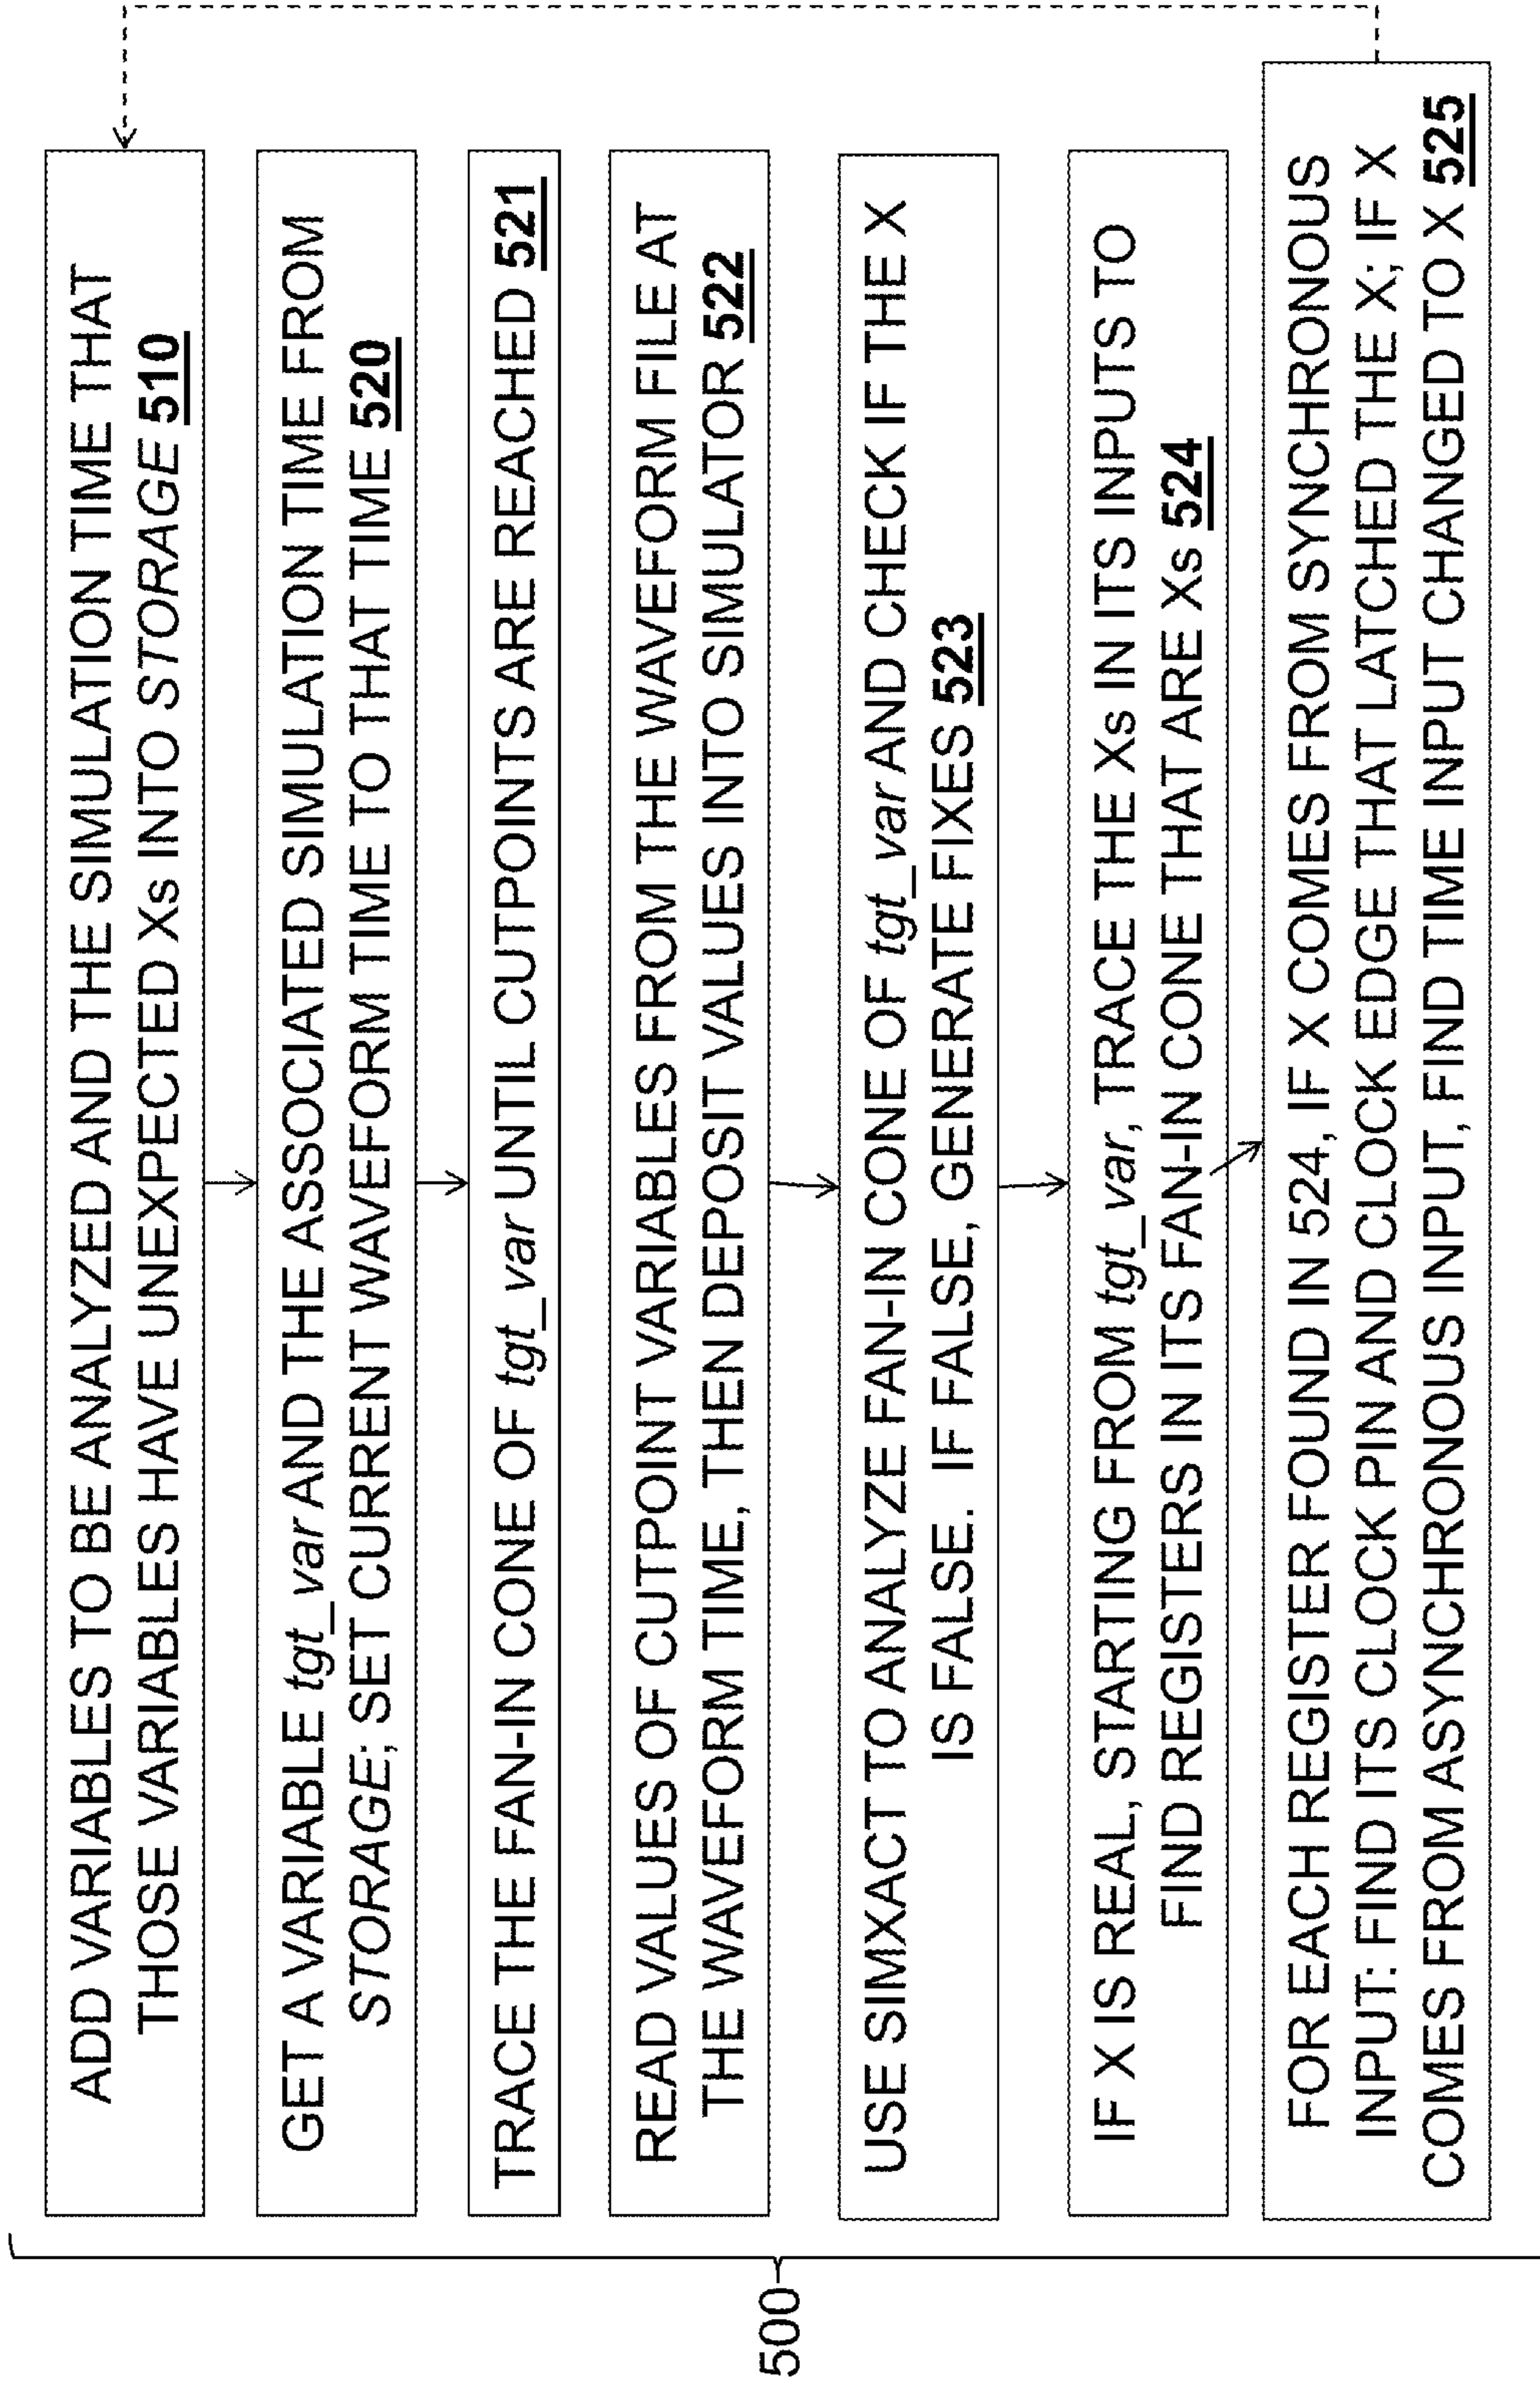 ADD VARIABLES TO BE ANALYZED AND THE SIMULATION TIME THAT
THOSE VARIABLES HAVE UNEXPECTED Xs INTO STORAGE 510
GET A VARIABLE tgt_var AND THE ASSOCIATED SIMULATION TIME FROM
STORAGE; SET CURRENT WAVEFORM TIME TO THAT TIME 520
TRACE THE FAN-IN CONE OF tgt_var UNTIL CUTPOINTS ARE REACHED 521
READ VALUES OF CUTPOINT VARIABLES FROM THE WAVEFORM FILE AT
THE WAVEFORM TIME, THEN DEPOSIT VALUES INTO SIMULATOR 522
USE SIMXACT TO ANALYZE FAN-IN CONE OF tgt_var AND CHECK IF THE X
IS FALSE. IF FALSE, GENERATE FIXES 523
IF X IS REAL, STARTING FROM tgt_var, TRACE THE Xs IN ITS INPUTS TO
FIND REGISTERS IN ITS FAN-IN CONE THAT ARE Xs 524
FOR EACH REGISTER FOUND IN 524, IF X COMES FROM SYNCHRONOUS
INPUT: FIND ITS CLOCK PIN AND CLOCK EDGE THAT LATCHED THE X; IF X
COMES FROM ASYNCHRONOUS INPUT, FIND TIME INPUT CHANGED TO X 525
500